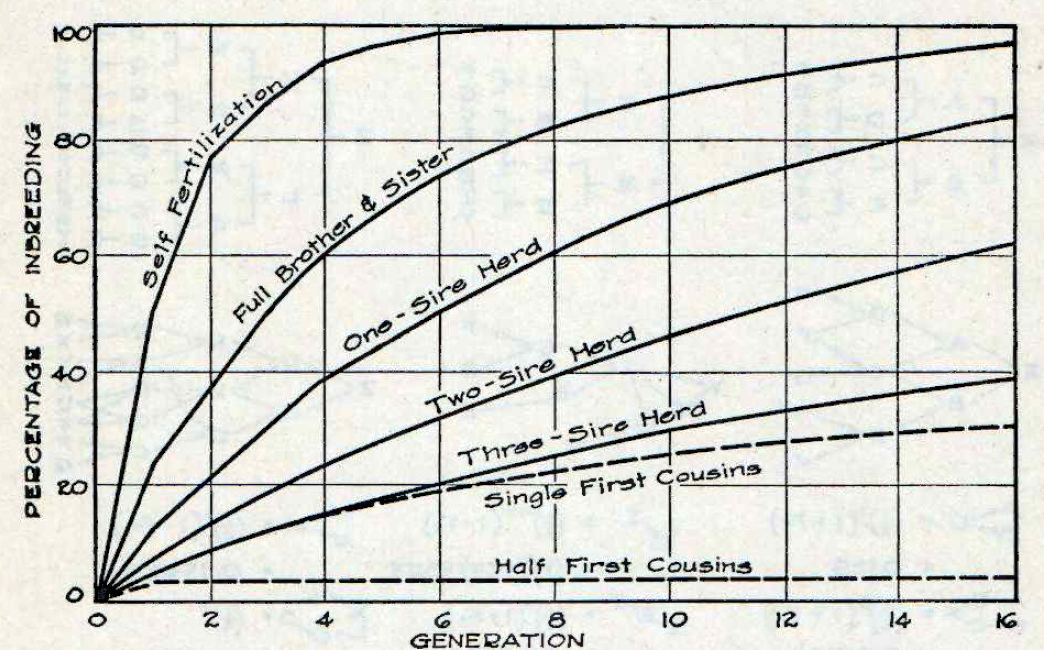 100
80
60
40
20
0
PERCENTAGE OF INBREEDING
Self Fertilization
Full Brother & Sister
One-Sire Herd
Two-Sire Herd
Three-Sire Herd
Single First Cousins
Half First Cousins
0 2 4 6 8 10 12 14 16
GENERATION